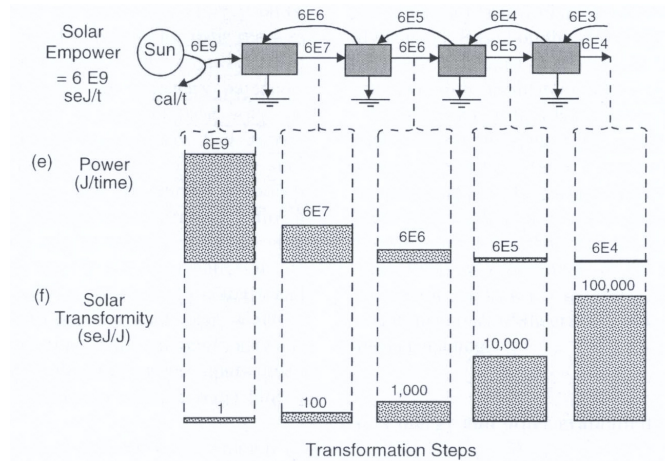 6E6 6E5 6E4 6E3
Solar
Empower
= 6 E9
seJ/t
Sun 6E9 6E7 6E6 6E5 6E4
cal/t
(e) Power
(J/time)
6E9
6E7
6E6
6E5
6E4
(f) Solar
Transformity
(seJ/J)
1
100
1,000
10,000
100,000
Transformation Steps